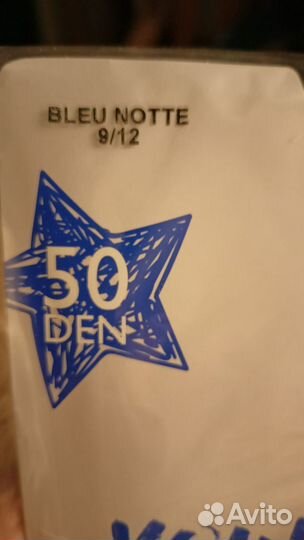 BLEU NOTTE
9/12
50
DEN
Avito